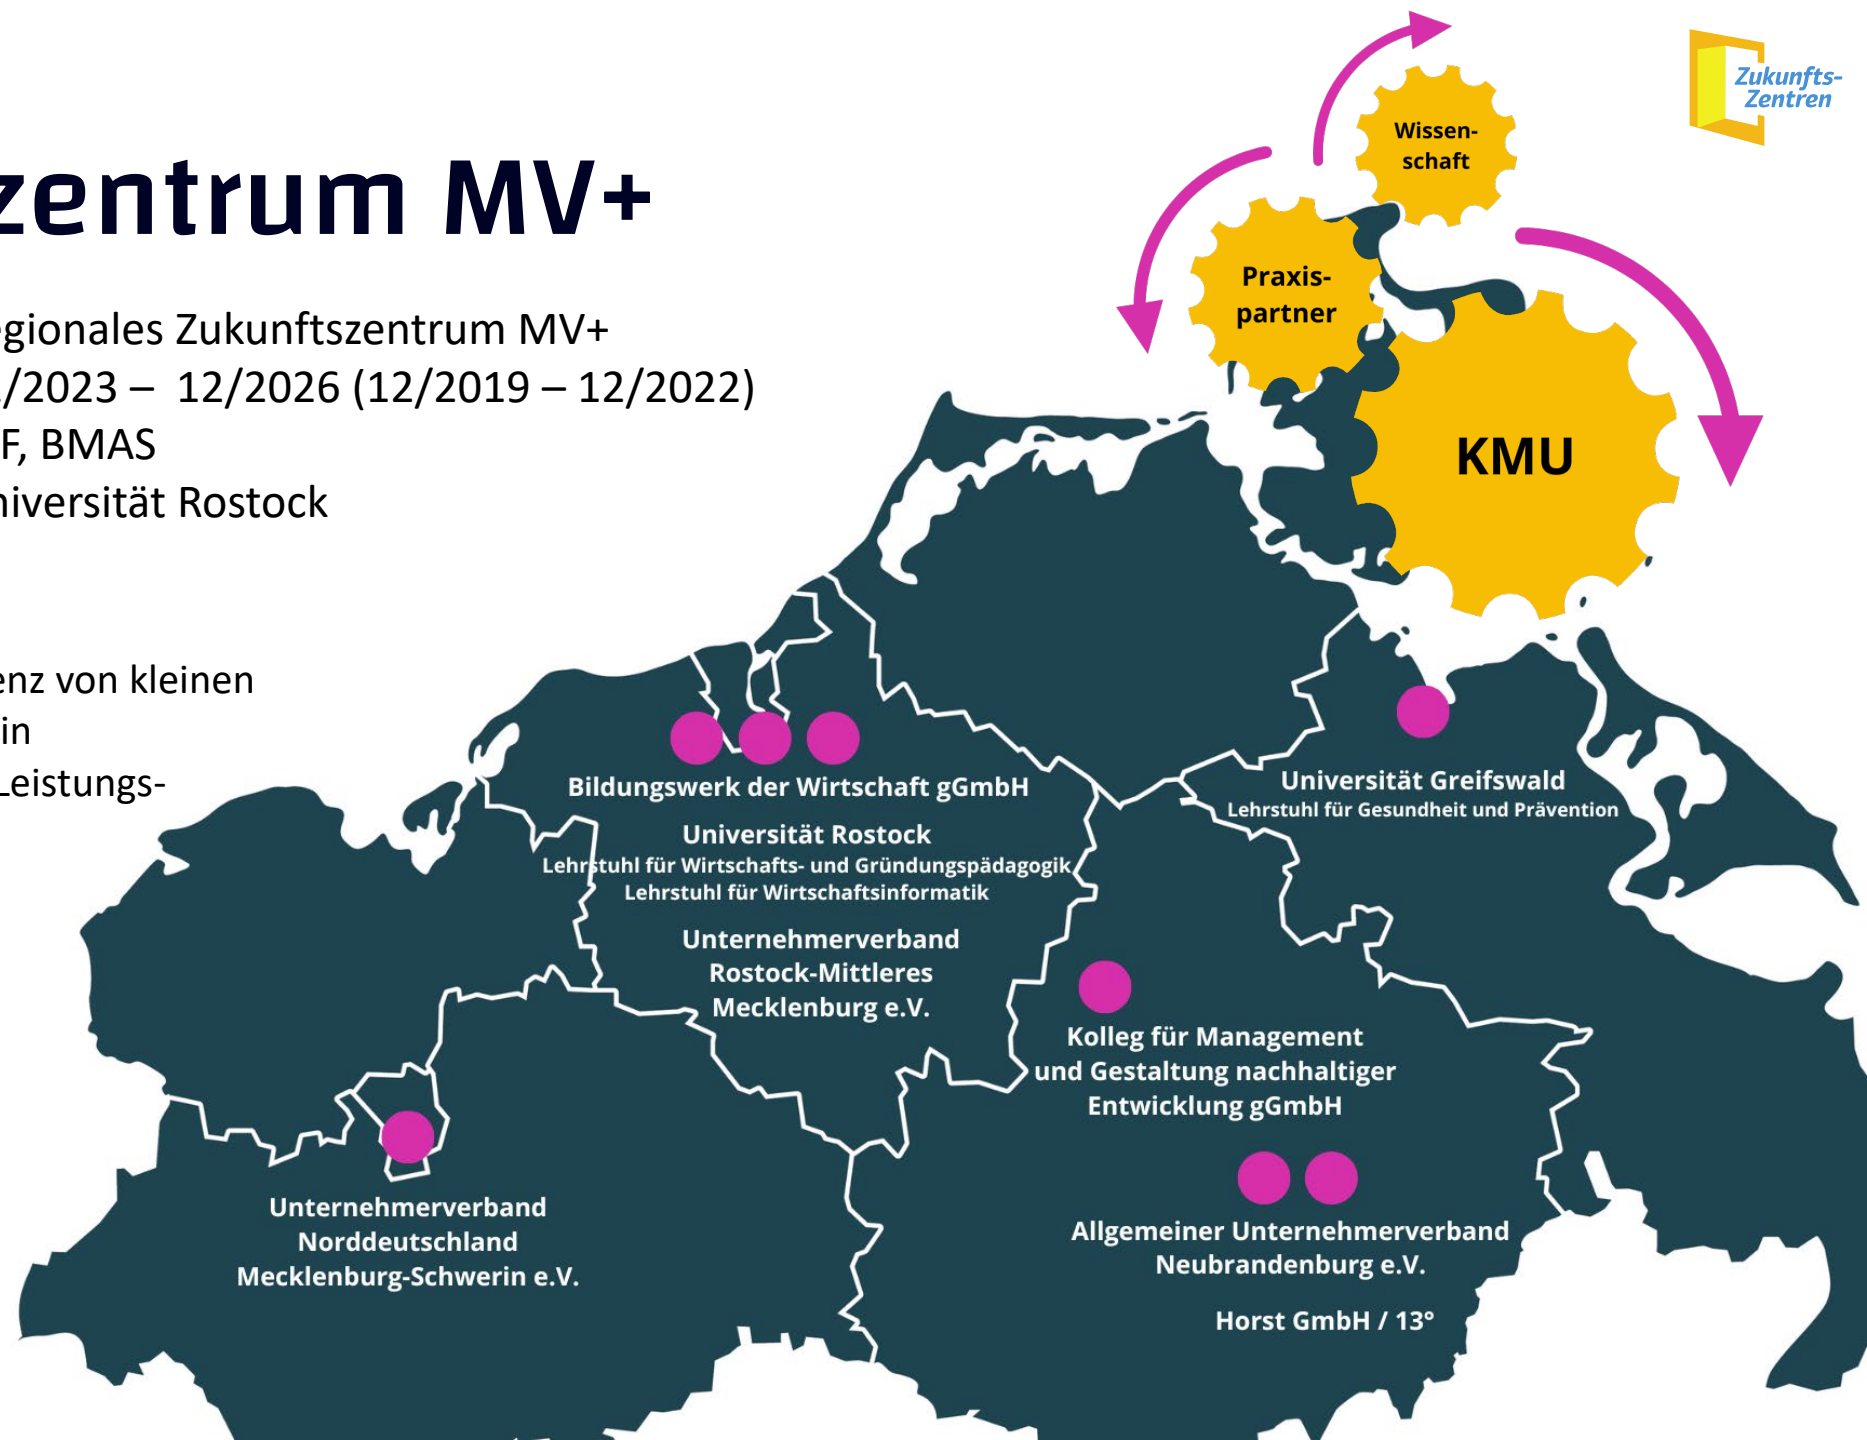 Zukunfts-
Zentren
Wissen-
schaft
zentrum MV+
Praxis-
partner
gionales Zukunftszentrum MV+
/2023 – 12/2026 (12/2019 – 12/2022)
F, BMAS
niversität Rostock
KMU
enz von kleinen
in
Leistungs-
Bildungswerk der Wirtschaft gGmbH
Universität Rostock
Lehrstuhl für Wirtschafts- und Gründungspädagogik
Lehrstuhl für Wirtschaftsinformatik
Unternehmerverband
Rostock-Mittleres
Mecklenburg e.V.
Universität Greifswald
Lehrstuhl für Gesundheit und Prävention
Kolleg für Management
und Gestaltung nachhaltiger
Entwicklung gGmbH
Unternehmerverband
Norddeutschland
Mecklenburg-Schwerin e.V.
Allgemeiner Unternehmerverband
Neubrandenburg e.V.
Horst GmbH / 13°